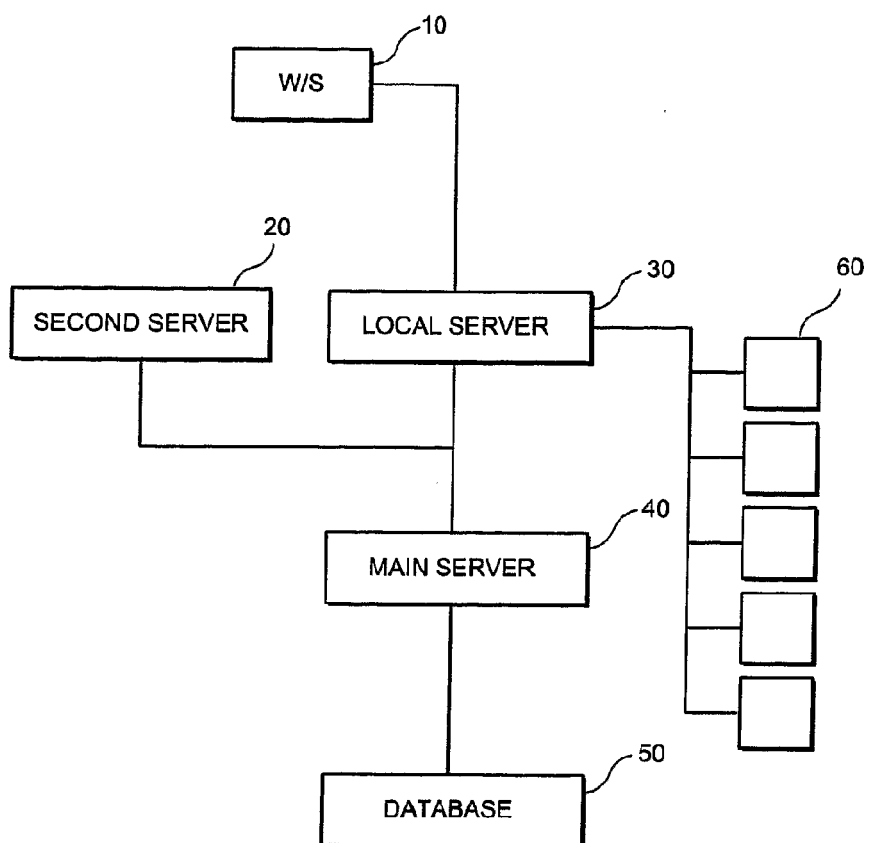 10
W/S
20
SECOND SERVER
30
LOCAL SERVER
60
40
MAIN SERVER
50
DATABASE